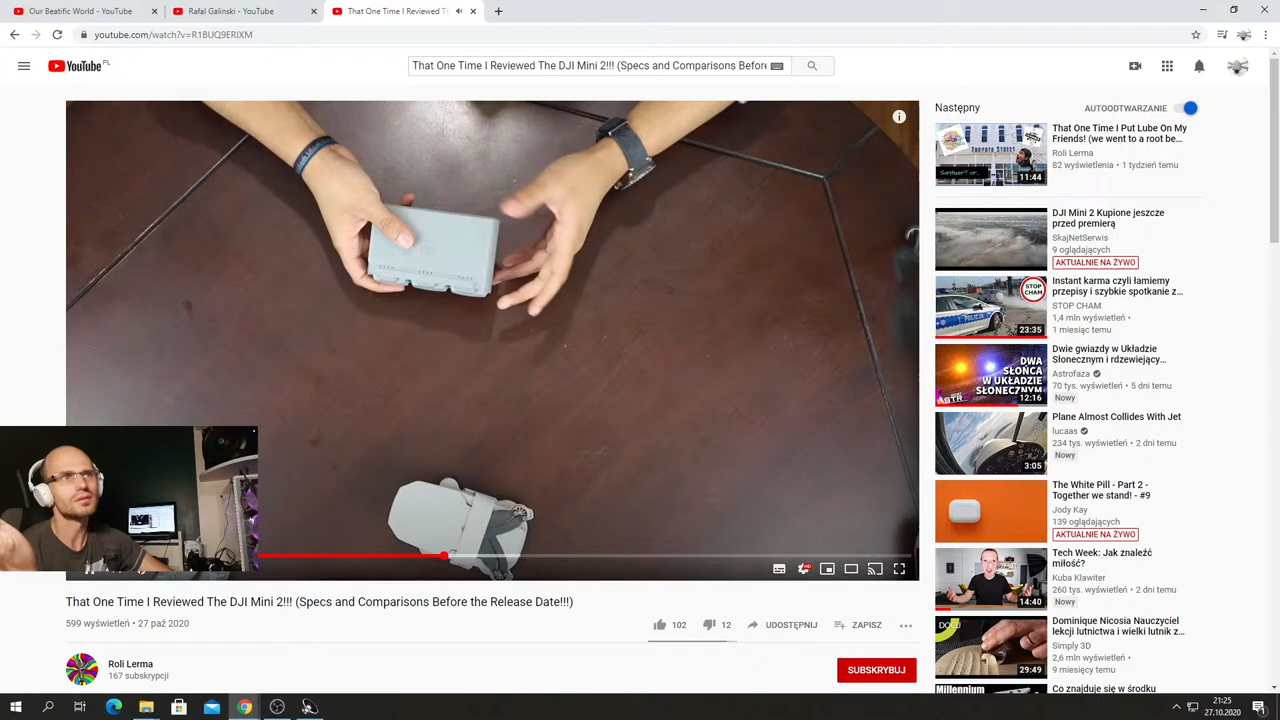 Our Beatific World - YouTube
Rafał Galiński - YouTube
That One Time I Reviewed Th
youtube.com/watch?v=R1BUQ9ERlXM
YouTube PL
That One Time I Reviewed The DJI Mini 2!!! (Specs and Comparisons Before
Następny
AUTOODTWARZANIE
That One Time I Put Lube On My
Friends! (we went to a root be...
Roli Lerma
82 wyświetlenia • 1 tydzień temu
11:44
DJI Mini 2 Kupione jeszcze
przed premierą
SkajNetSerwis
9 oglądających
AKTUALNIE NA ŻYWO
Instant karma czyli łamiemy
przepisy i szybkie spotkanie z...
STOP CHAM
1,4 mln wyświetleń •
1 miesiąc temu
STOP
CHAM
POLICJA
23:35
Dwie gwiazdy w Układzie
Słonecznym i rdzewiejący...
Astrofaza
70 tys. wyświetleń • 5 dni temu
Nowy
DWA
SŁOŃCA
W UKŁADZIE
SŁONECZNYM
12:16
Plane Almost Collides With Jet
lucaas
234 tys. wyświetleń • 2 dni temu
Nowy
3:05
The White Pill - Part 2 -
Together we stand! - #9
Jody Kay
139 oglądających
AKTUALNIE NA ŻYWO
Tech Week: Jak znaleźć
miłość?
Kuba Klawiter
260 tys. wyświetleń • 2 dni temu
Nowy
14:40
Dominique Nicosia Nauczyciel
lekcji lutnictwa i wielki lutnik z...
Simply 3D
2,6 mln wyświetleń •
9 miesięcy temu
29:49
Co znajduje się w środku
Millennium
HD
That One Time I Reviewed The DJI Mini 2!!! (Specs and Comparisons Before the Release Date!!!)
599 wyświetleń • 27 paź 2020
102
12
UDOSTĘPNIJ
ZAPISZ
Roli Lerma
167 subskrypcji
SUBSKRYBUJ
21:25
27.10.2020
1